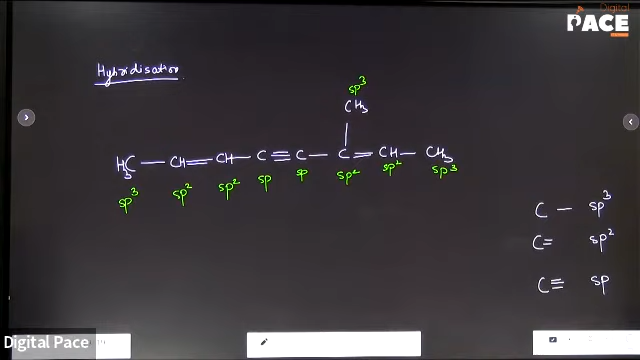 Digital
PACE
Hybridisation
sp³
CH₃
H₃C — CH = CH — C ≡ C — C = CH — CH₃
sp³ sp² sp² sp sp sp² sp² sp³
C — sp³
C= sp²
C≡ sp
Digital Pace